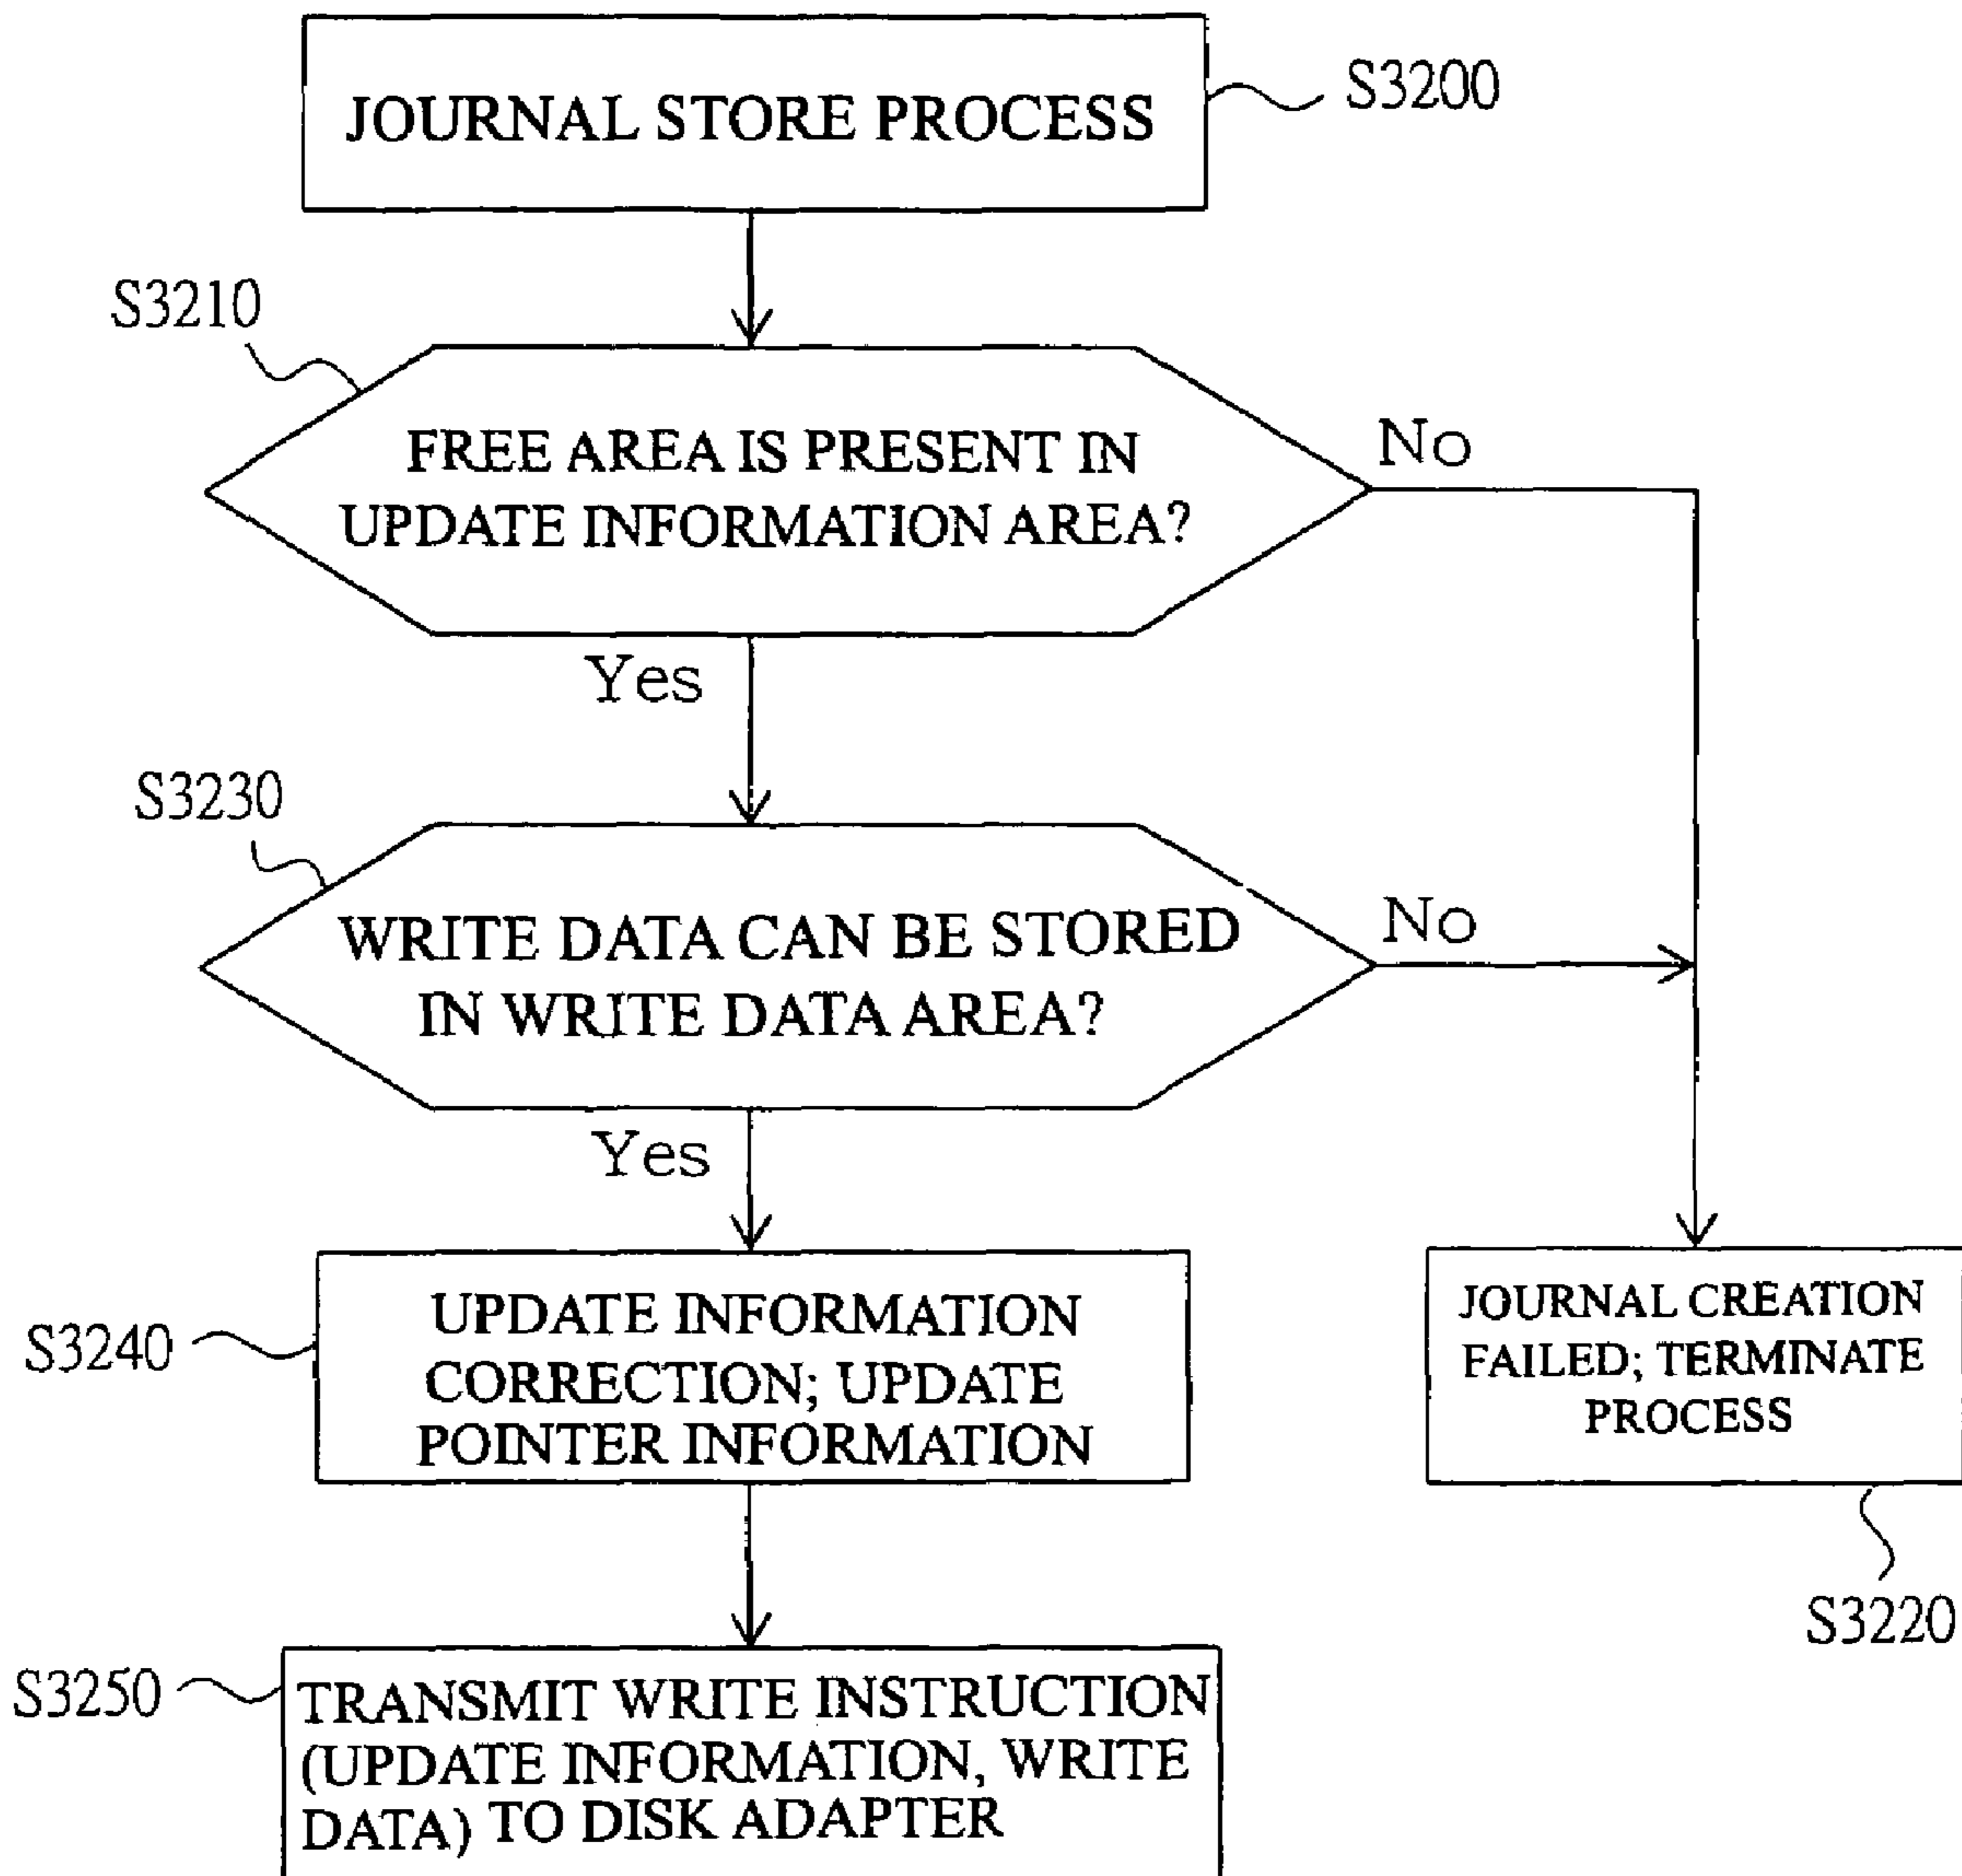 JOURNAL STORE PROCESS
S3200
S3210
FREE AREA IS PRESENT IN
UPDATE INFORMATION AREA?
No
Yes
S3230
WRITE DATA CAN BE STORED
IN WRITE DATA AREA?
No
Yes
S3240
UPDATE INFORMATION
CORRECTION; UPDATE
POINTER INFORMATION
JOURNAL CREATION
FAILED; TERMINATE
PROCESS
S3220
S3250
TRANSMIT WRITE INSTRUCTION
(UPDATE INFORMATION, WRITE
DATA) TO DISK ADAPTER